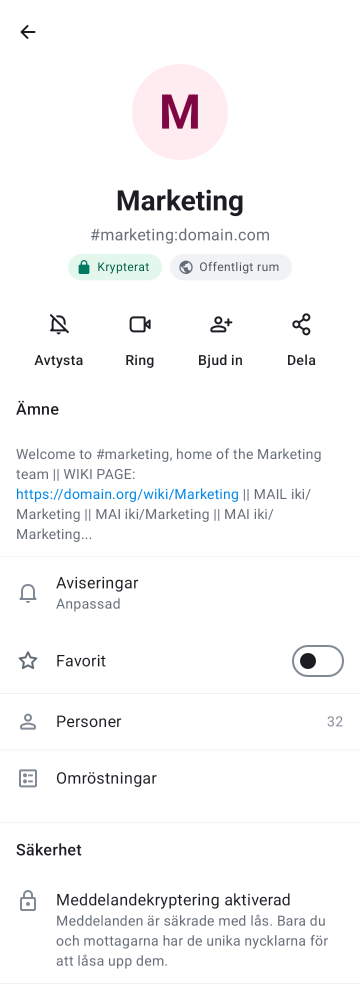 M
Marketing
#marketing:domain.com
Krypterat
Offentligt rum
Avtysta
Ring
Bjud in
Dela
Ämne
Welcome to #marketing, home of the Marketing
team || WIKI PAGE:
https://domain.org/wiki/Marketing || MAIL iki/
Marketing || MAI iki/Marketing || MAI iki/
Marketing...
Aviseringar
Anpassad
Favorit
Personer
32
Omröstningar
Säkerhet
Meddelandekryptering aktiverad
Meddelanden är säkrade med lås. Bara du
och mottagarna har de unika nycklarna för
att låsa upp dem.